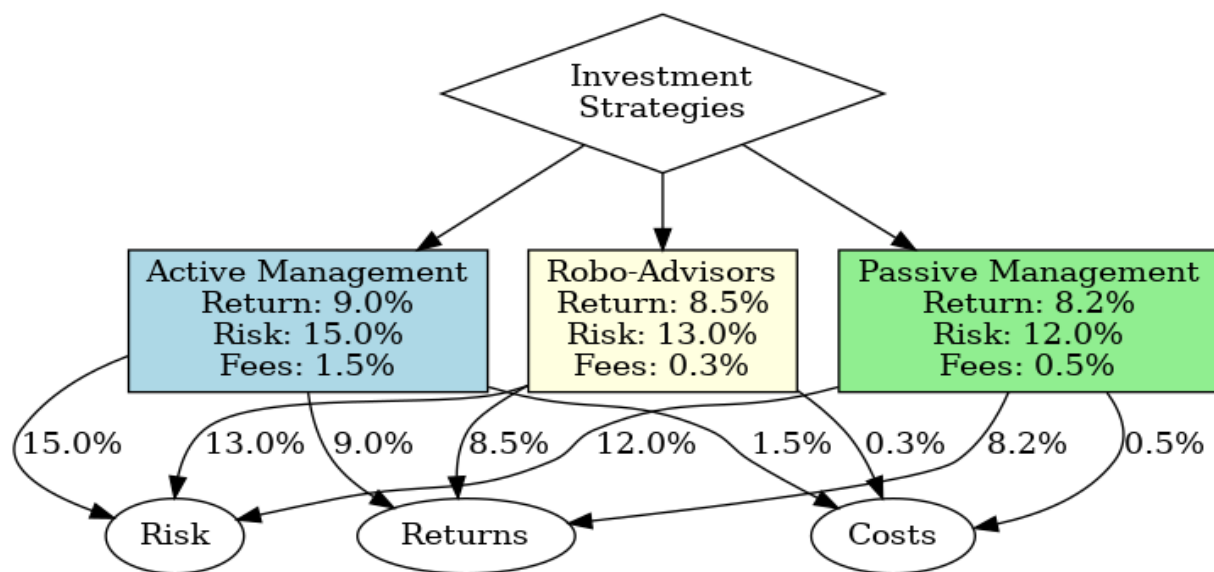 Investment
Strategies
Active Management
Return: 9.0%
Risk: 15.0%
Fees: 1.5%
Robo-Advisors
Return: 8.5%
Risk: 13.0%
Fees: 0.3%
Passive Management
Return: 8.2%
Risk: 12.0%
Fees: 0.5%
15.0%
13.0%
9.0%
8.5%
12.0%
1.5%
0.3%
8.2%
0.5%
Risk
Returns
Costs